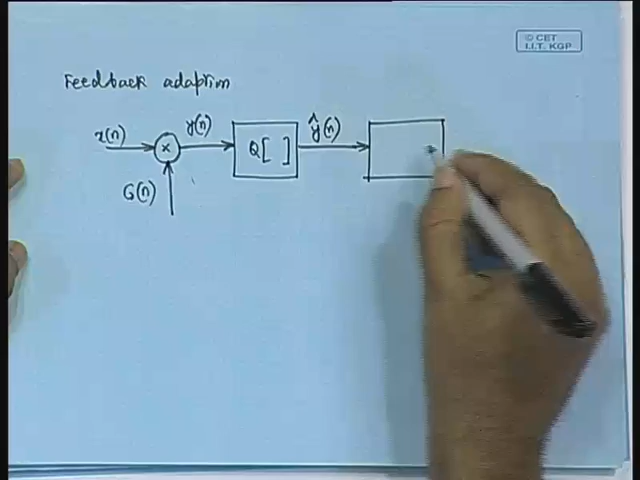 © CET
I.I.T. KGP
Feedback adaption
x(n) × y(n) Q[ ] ŷ(n)
G(n)